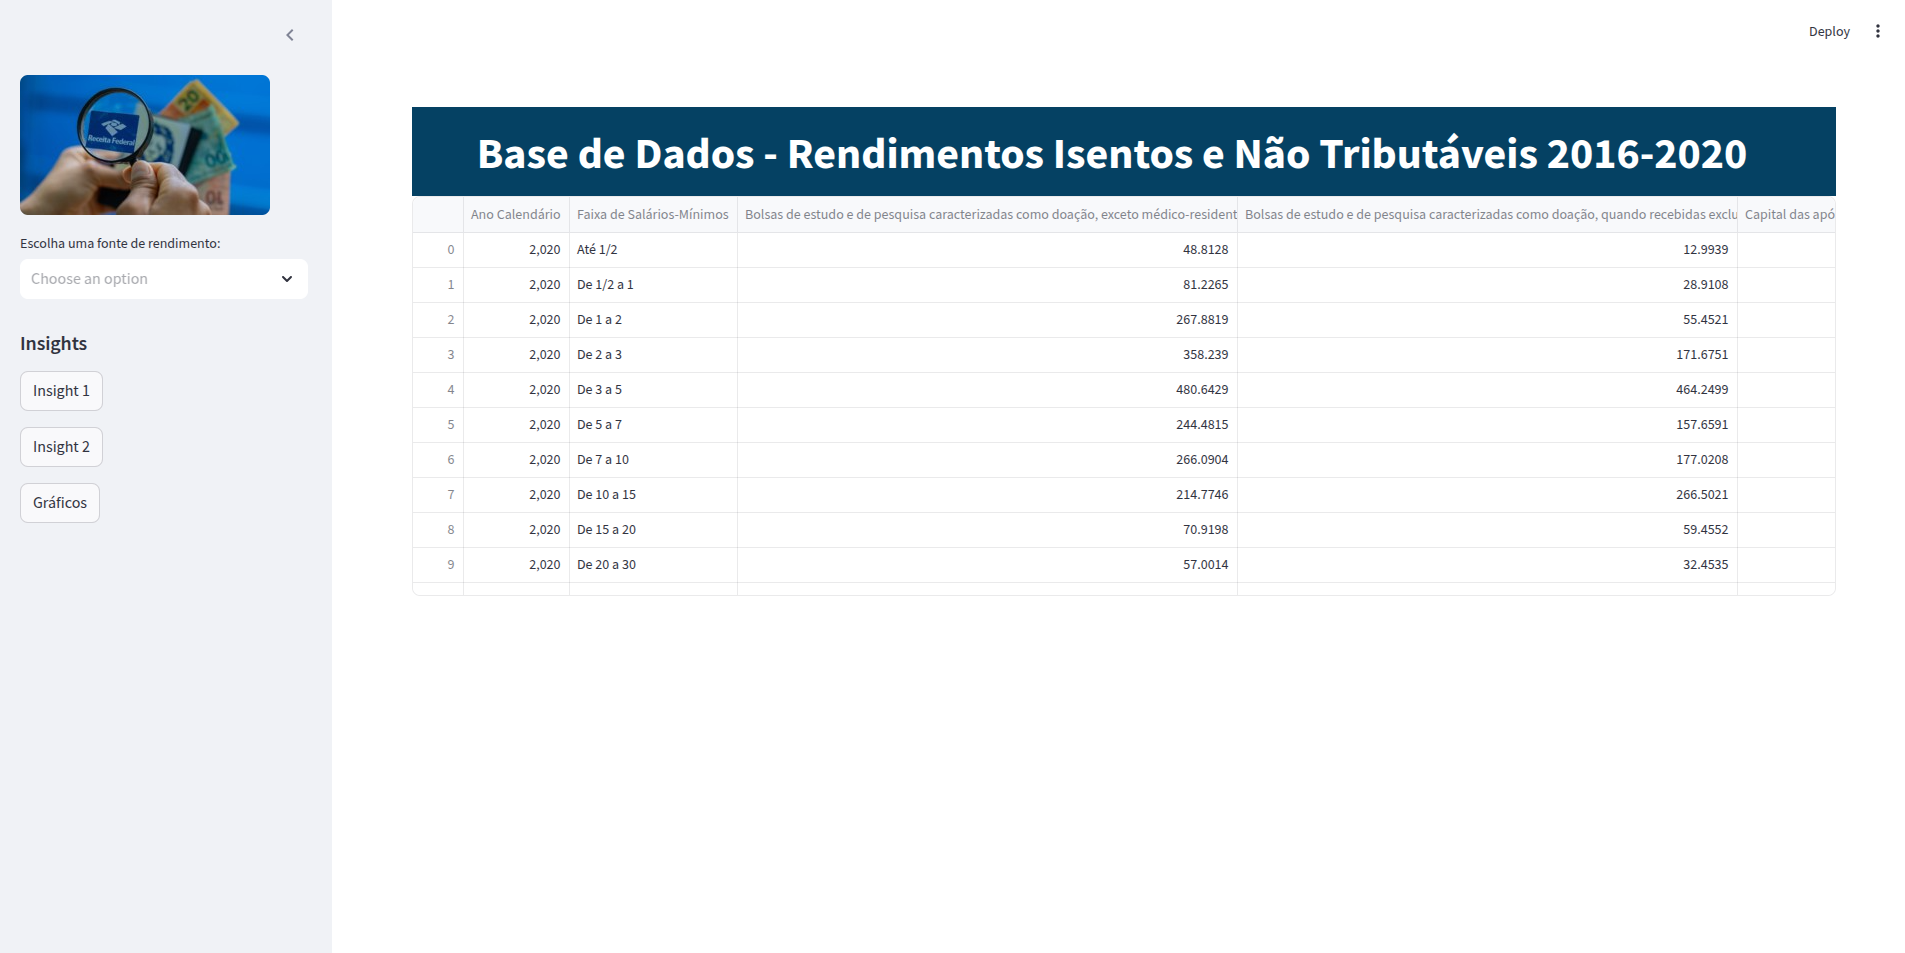 Deploy
20
Receita Federal
Escolha uma fonte de rendimento:
Choose an option
Insights
Insight 1
Insight 2
Gráficos
Base de Dados - Rendimentos Isentos e Não Tributáveis 2016-2020
Ano Calendário Faixa de Salários-Mínimos Bolsas de estudo e de pesquisa caracterizadas como doação, exceto médico-resident Bolsas de estudo e de pesquisa caracterizadas como doação, quando recebidas exclu Capital das apó
0 2,020 Até 1/2 48.8128 12.9939
1 2,020 De 1/2 a 1 81.2265 28.9108
2 2,020 De 1 a 2 267.8819 55.4521
3 2,020 De 2 a 3 358.239 171.6751
4 2,020 De 3 a 5 480.6429 464.2499
5 2,020 De 5 a 7 244.4815 157.6591
6 2,020 De 7 a 10 266.0904 177.0208
7 2,020 De 10 a 15 214.7746 266.5021
8 2,020 De 15 a 20 70.9198 59.4552
9 2,020 De 20 a 30 57.0014 32.4535